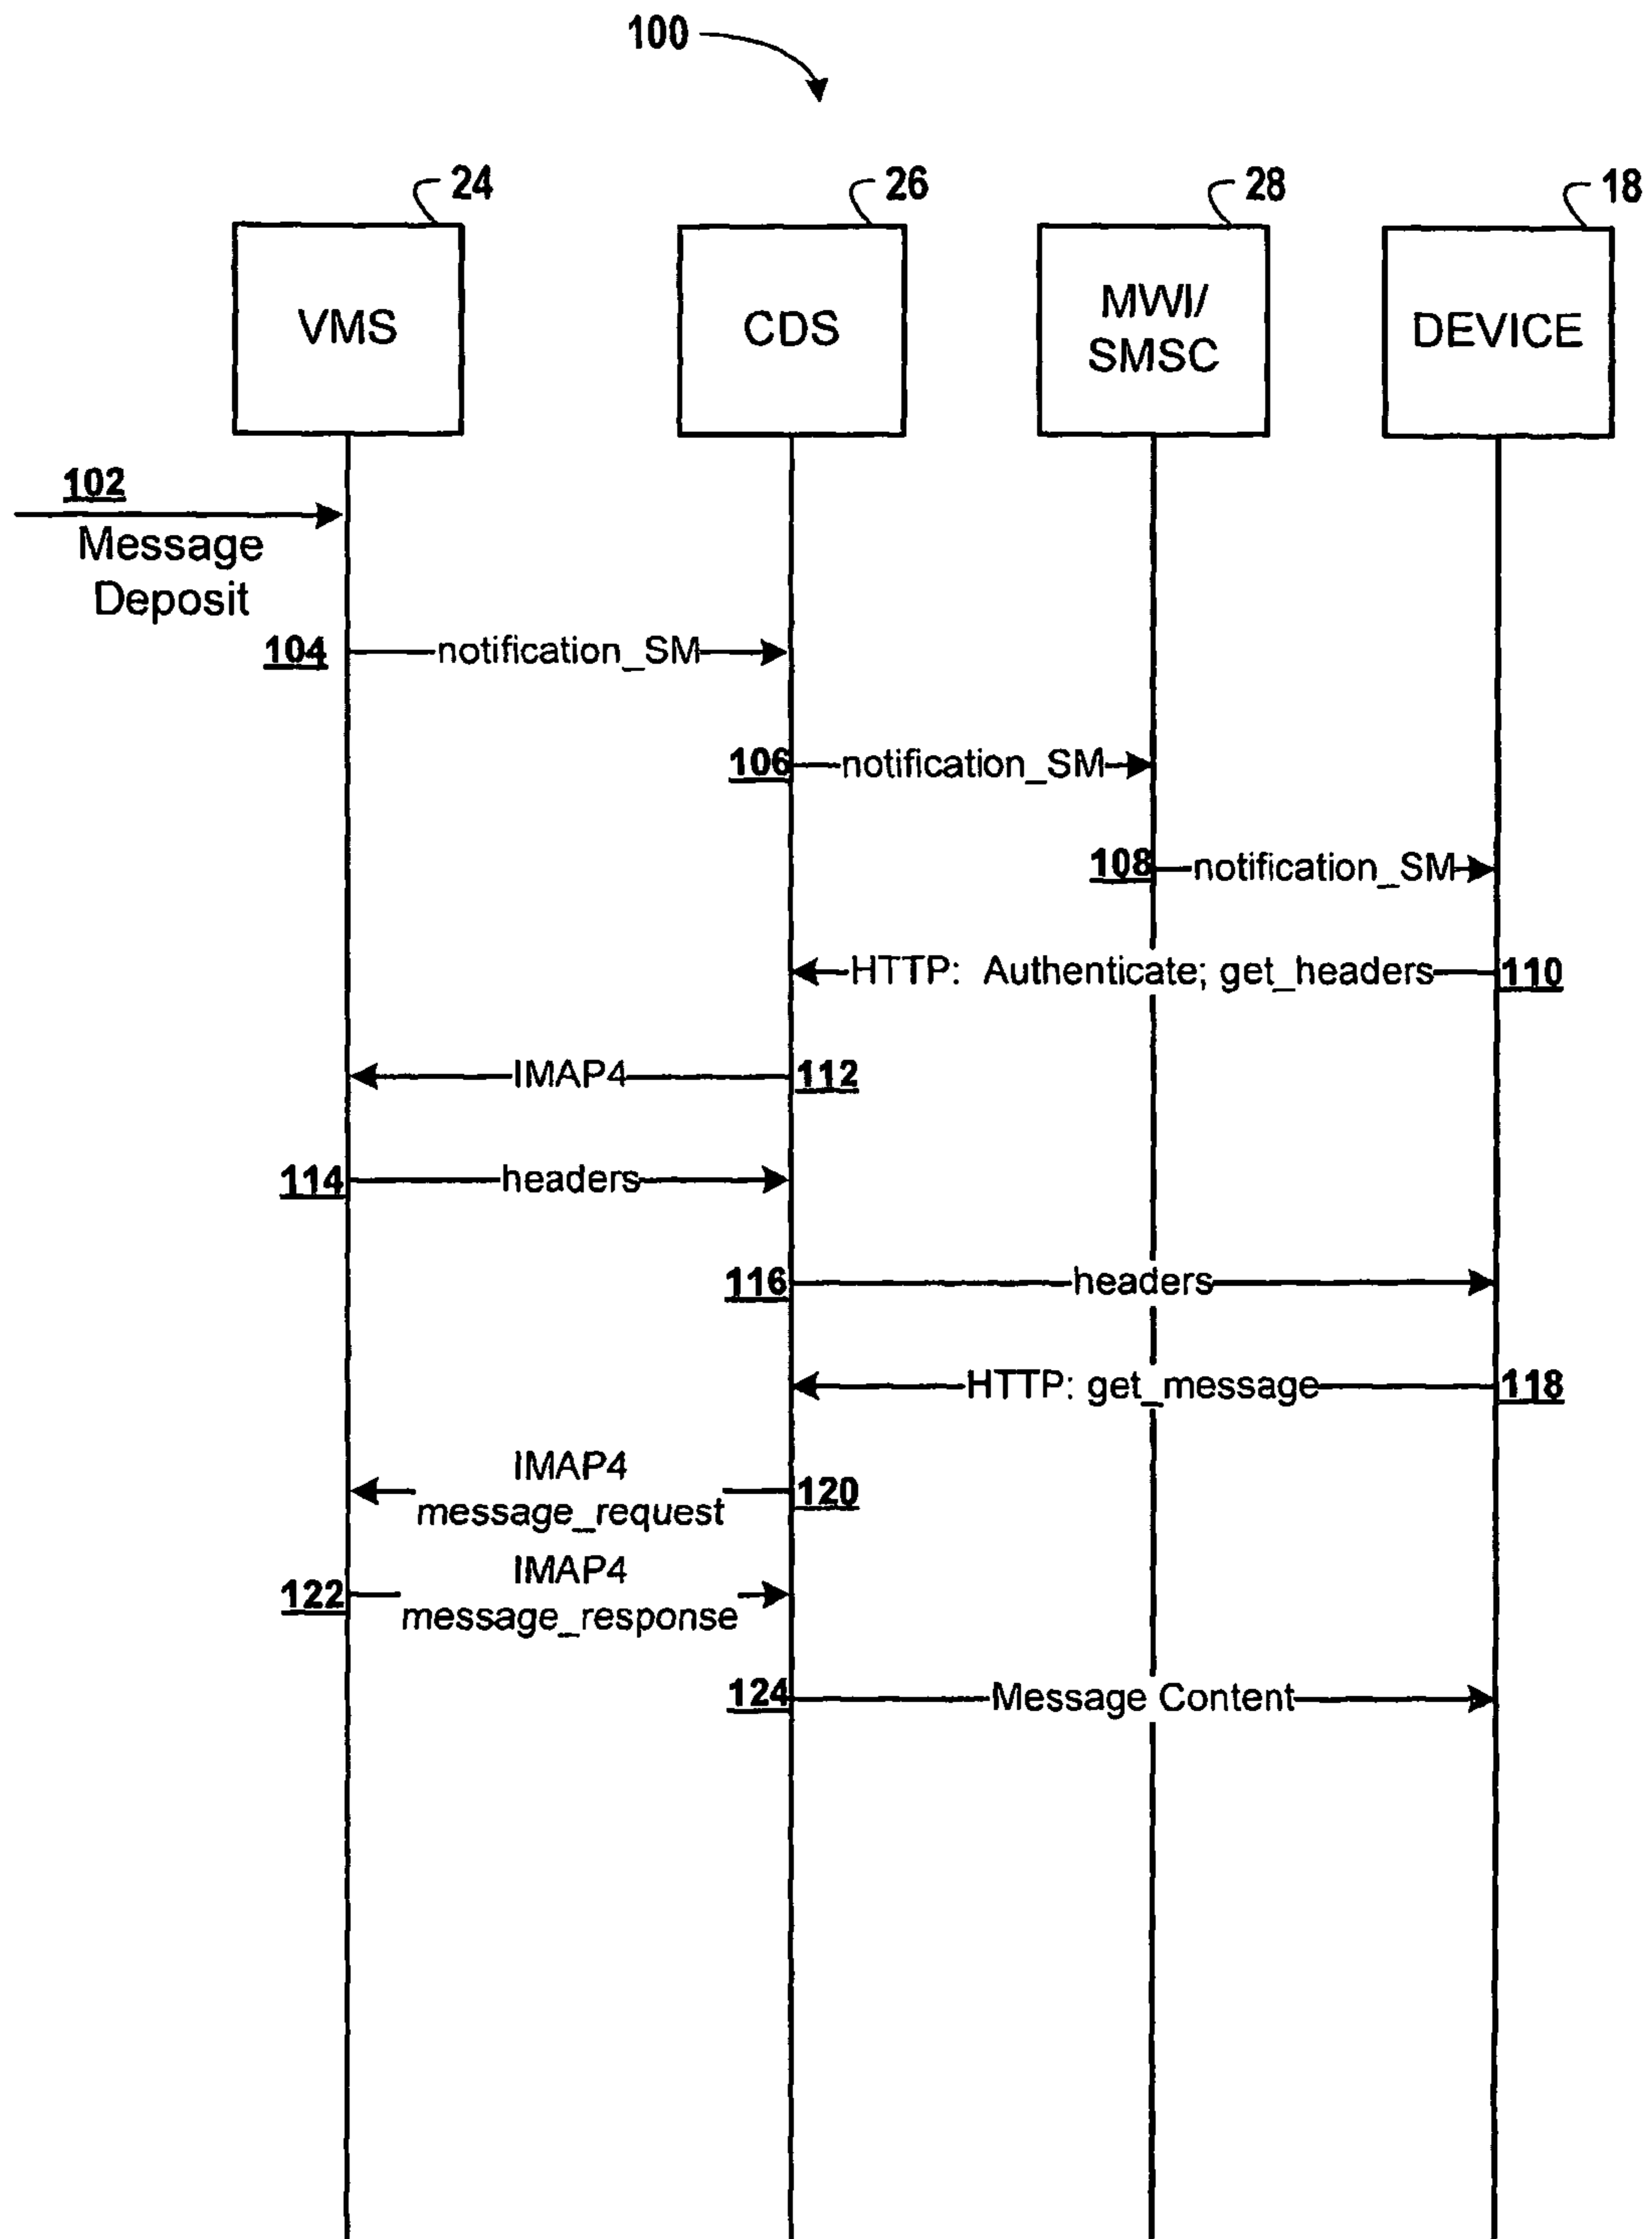 100
24
26
28
18
VMS
CDS
MWI/
SMSC
DEVICE
102
Message
Deposit
104
notification_SM
106
notification_SM
108
notification_SM
HTTP: Authenticate; get_headers
110
IMAP4
112
114
headers
116
headers
HTTP: get_message
118
IMAP4
message_request
120
122
IMAP4
message_response
124
Message Content